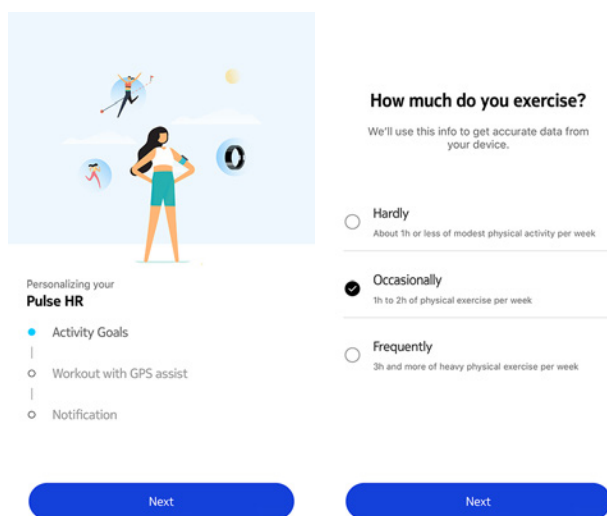 Personalizing your
Pulse HR
Activity Goals
Workout with GPS assist
Notification
Next
How much do you exercise?
We'll use this info to get accurate data from
your device.
Hardly
About 1h or less of modest physical activity per week
Occasionally
1h to 2h of physical exercise per week
Frequently
3h and more of heavy physical exercise per week
Next